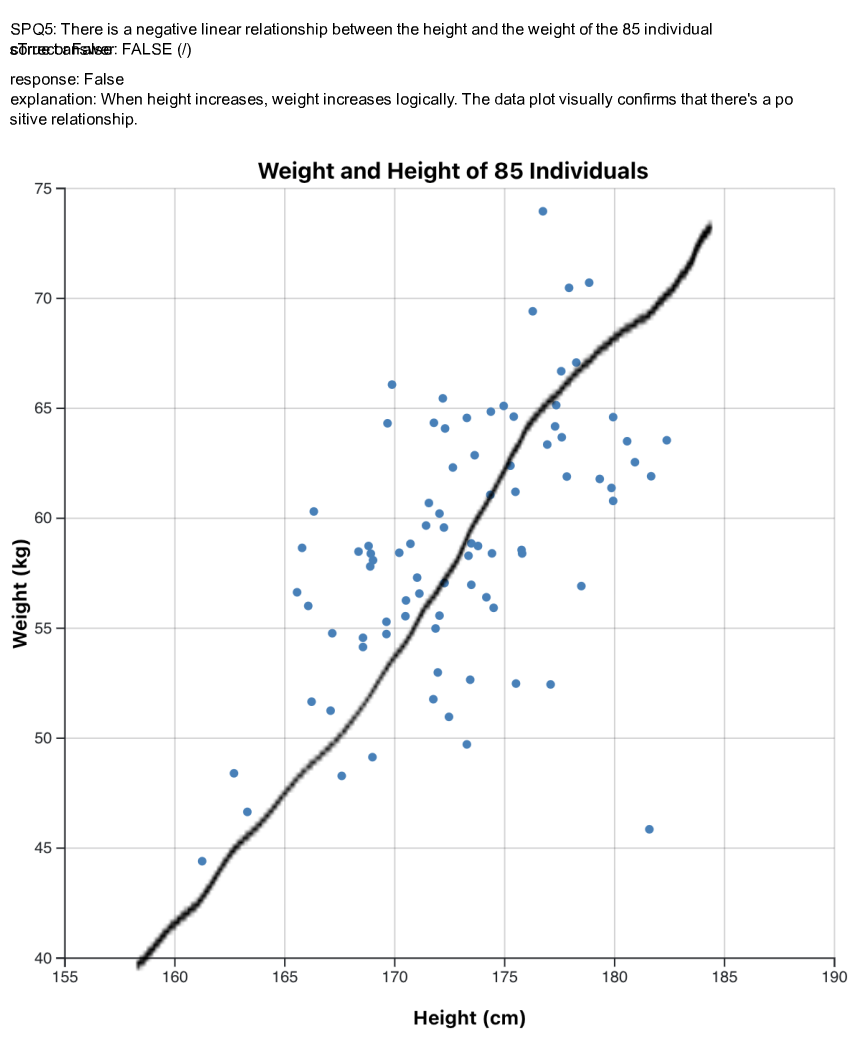 SPQ5: There is a negative linear relationship between the height and the weight of the 85 individual
: FALSE (/)
response: False
explanation: When height increases, weight increases logically. The data plot visually confirms that there's a po
sitive relationship.
Weight and Height of 85 Individuals
75
70
65
60
55
50
45
40
Weight (kg)
155 160 165 170 175 180 185 190
Height (cm)